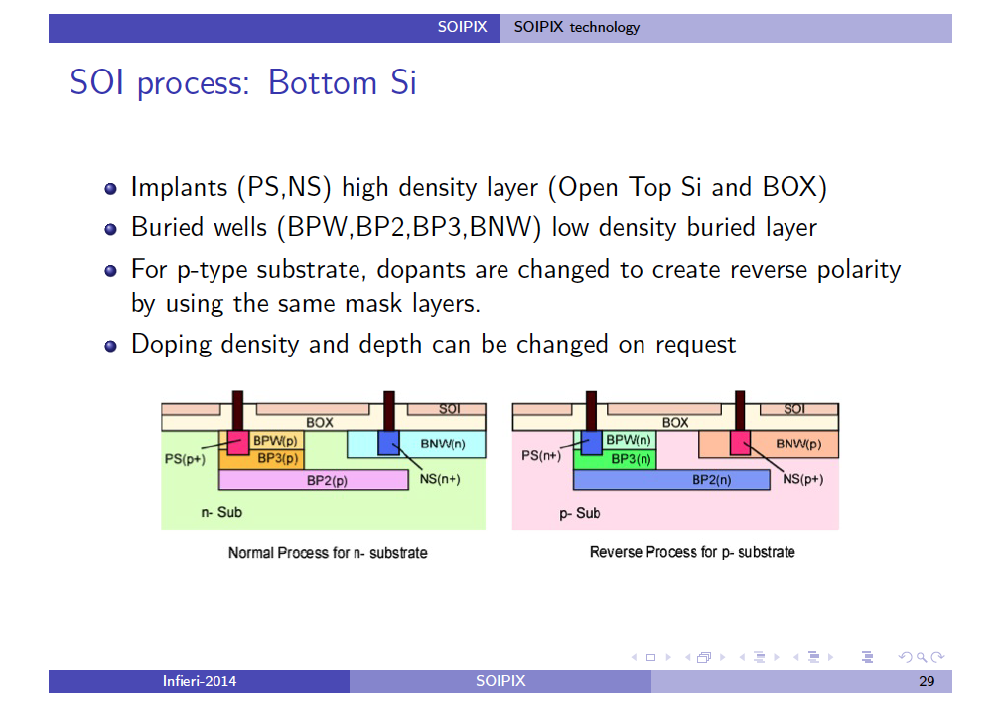 SOIPIX SOIPIX technology
SOI process: Bottom Si
Implants (PS,NS) high density layer (Open Top Si and BOX)
Buried wells (BPW,BP2,BP3,BNW) low density buried layer
For p-type substrate, dopants are changed to create reverse polarity
by using the same mask layers.
Doping density and depth can be changed on request
SOI
BOX
BPW(p)
BNW(n)
PS(p+)
BP3(p)
BP2(p)
NS(n+)
n- Sub
Normal Process for n- substrate
SOI
BOX
BPW(n)
BNW(p)
PS(n+)
BP3(n)
BP2(n)
NS(p+)
p- Sub
Reverse Process for p- substrate
Infieri-2014 SOIPIX 29